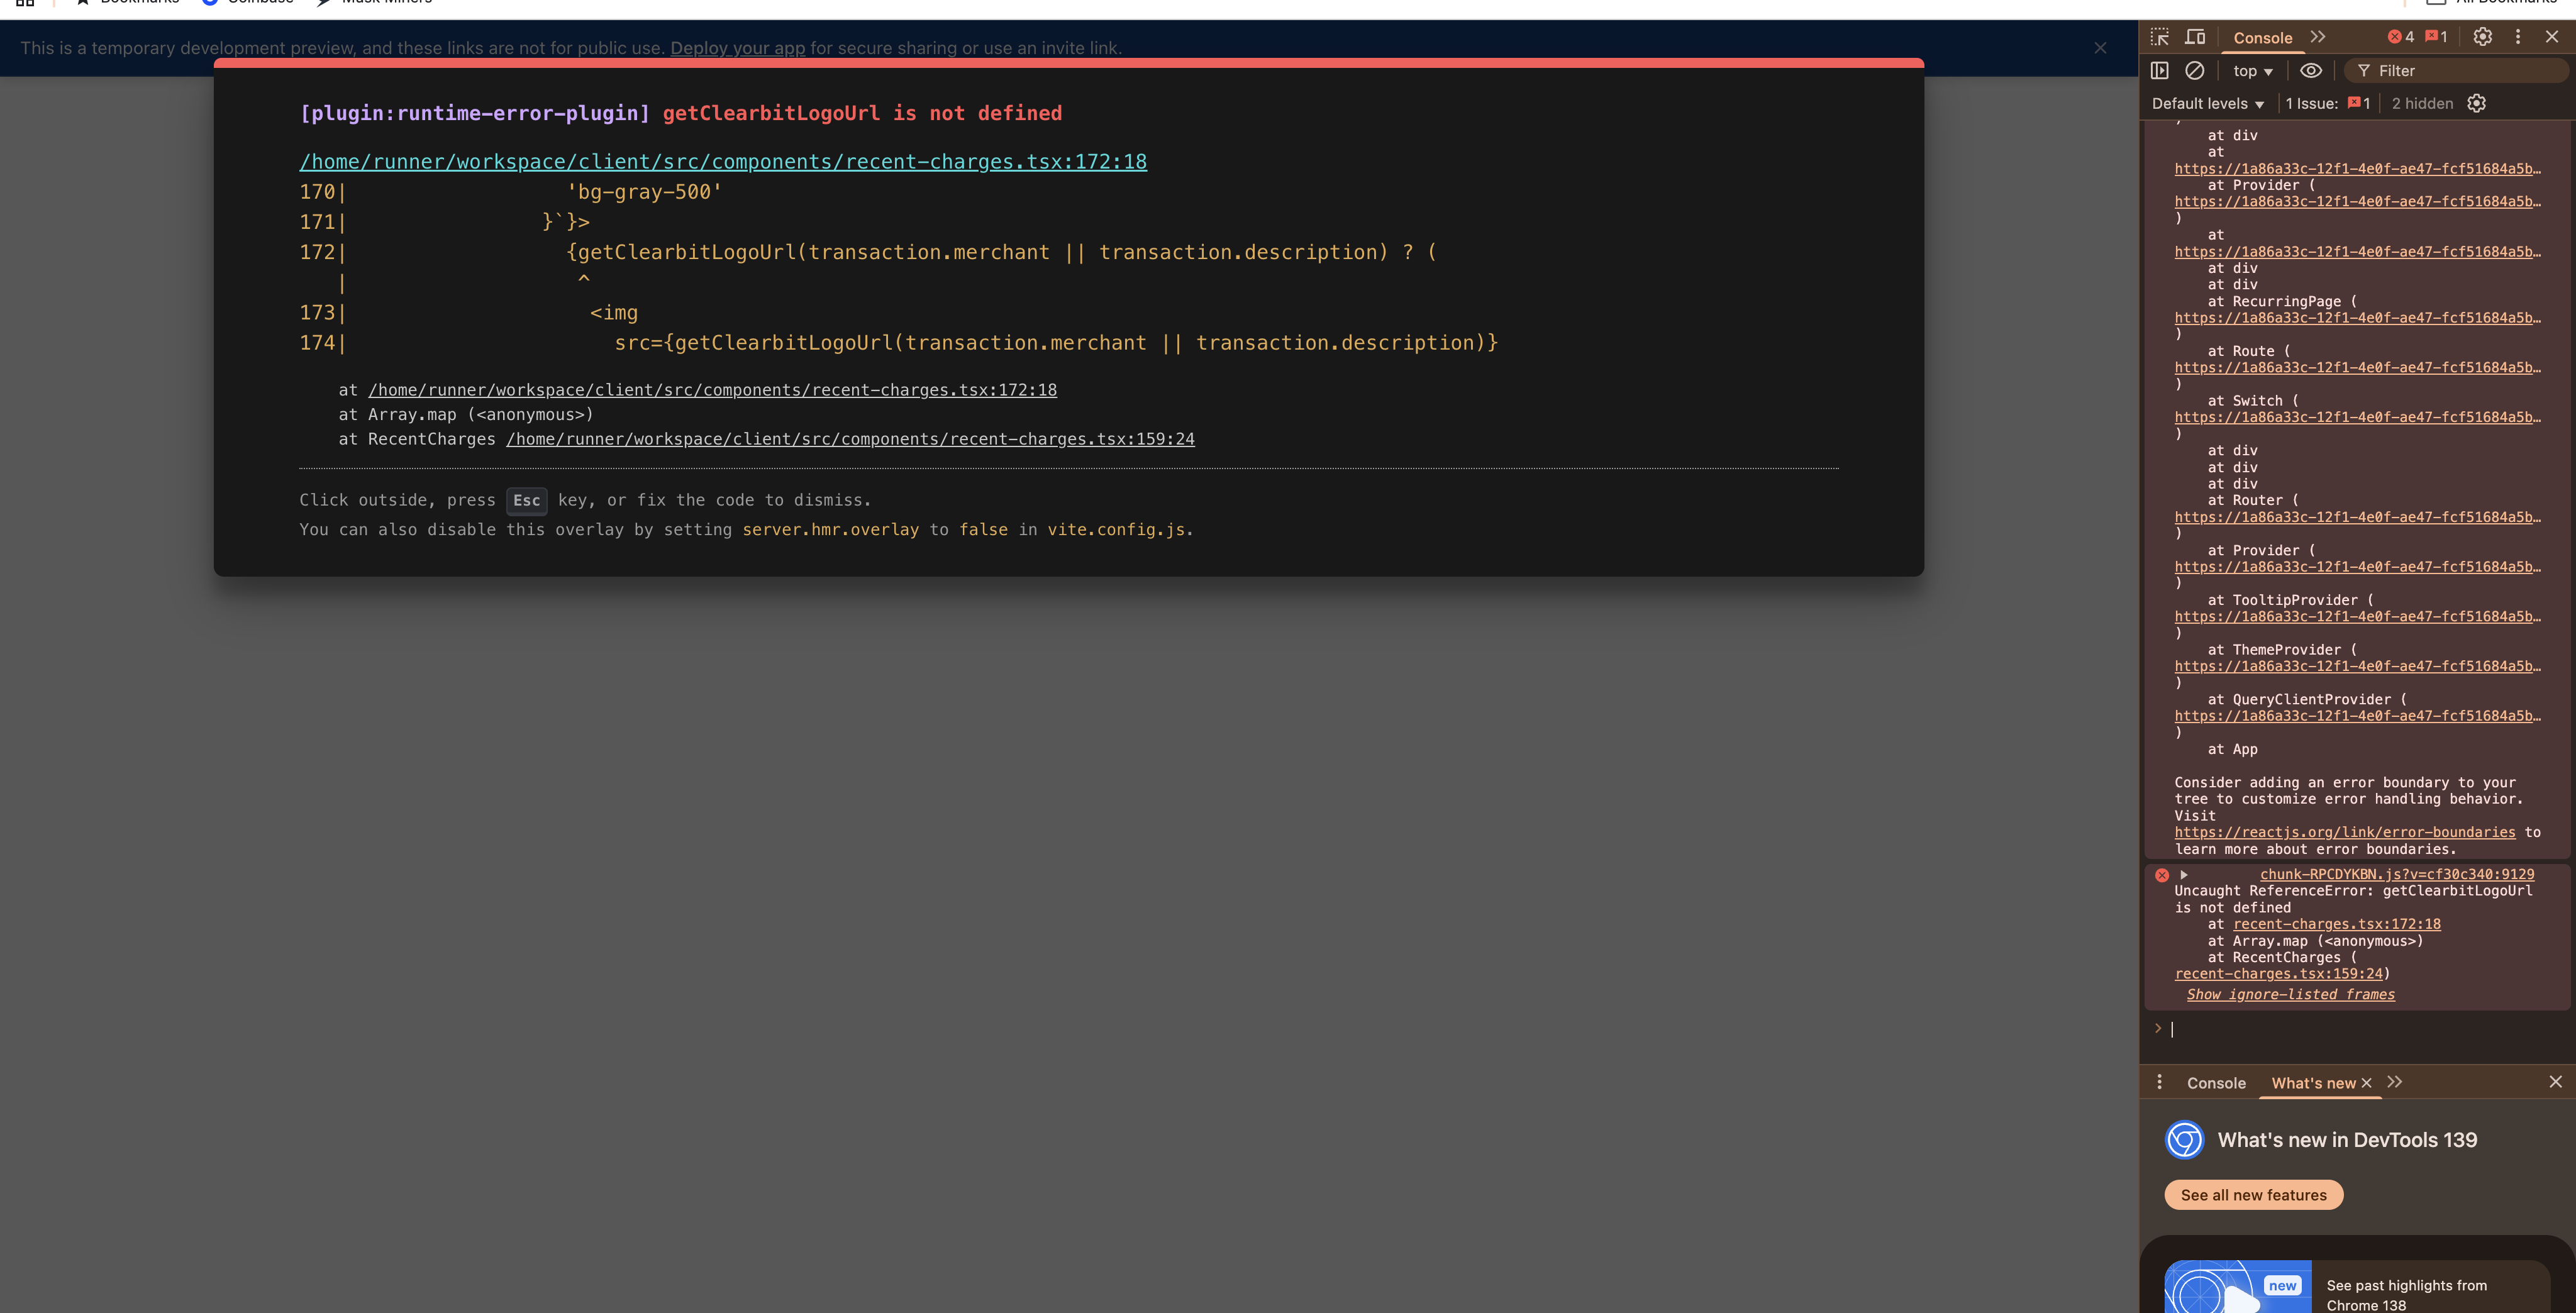 Bookmarks
Coinbase
Musk Miners
All Bookmarks
This is a temporary development preview, and these links are not for public use. Deploy your app for secure sharing or use an invite link.
[plugin:runtime-error-plugin] getClearbitLogoUrl is not defined
/home/runner/workspace/client/src/components/recent-charges.tsx:172:18
170|                  'bg-gray-500'
171|                }`}>
172|                  {getClearbitLogoUrl(transaction.merchant || transaction.description) ? (
   |                   ^
173|                    <img
174|                      src={getClearbitLogoUrl(transaction.merchant || transaction.description)}
at /home/runner/workspace/client/src/components/recent-charges.tsx:172:18
at Array.map (<anonymous>)
at RecentCharges /home/runner/workspace/client/src/components/recent-charges.tsx:159:24
Click outside, press Esc key, or fix the code to dismiss.
You can also disable this overlay by setting server.hmr.overlay to false in vite.config.js.
Console
4
1
top
Filter
Default levels
1 Issue:
1
2 hidden
)
at div
at
https://1a86a33c-12f1-4e0f-ae47-fcf51684a5b…
at Provider (
https://1a86a33c-12f1-4e0f-ae47-fcf51684a5b…
)
at
https://1a86a33c-12f1-4e0f-ae47-fcf51684a5b…
at div
at div
at RecurringPage (
https://1a86a33c-12f1-4e0f-ae47-fcf51684a5b…
)
at Route (
https://1a86a33c-12f1-4e0f-ae47-fcf51684a5b…
)
at Switch (
https://1a86a33c-12f1-4e0f-ae47-fcf51684a5b…
)
at div
at div
at div
at Router (
https://1a86a33c-12f1-4e0f-ae47-fcf51684a5b…
)
at Provider (
https://1a86a33c-12f1-4e0f-ae47-fcf51684a5b…
)
at TooltipProvider (
https://1a86a33c-12f1-4e0f-ae47-fcf51684a5b…
)
at ThemeProvider (
https://1a86a33c-12f1-4e0f-ae47-fcf51684a5b…
)
at QueryClientProvider (
https://1a86a33c-12f1-4e0f-ae47-fcf51684a5b…
)
at App
Consider adding an error boundary to your
tree to customize error handling behavior.
Visit
https://reactjs.org/link/error-boundaries to
learn more about error boundaries.
chunk-RPCDYKBN.js?v=cf30c340:9129
Uncaught ReferenceError: getClearbitLogoUrl
is not defined
at recent-charges.tsx:172:18
at Array.map (<anonymous>)
at RecentCharges (
recent-charges.tsx:159:24)
Show ignore-listed frames
Console
What's new
What's new in DevTools 139
See all new features
new
See past highlights from
Chrome 138